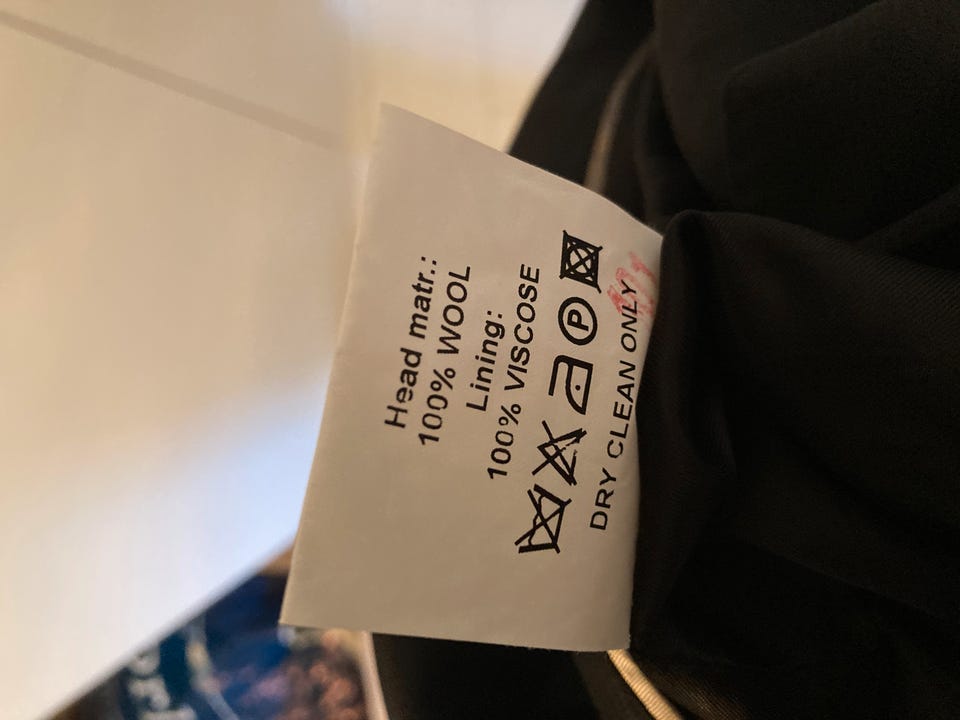 Head matr.:
100% WOOL
Lining:
100% VISCOSE
P
DRY CLEAN ONLY